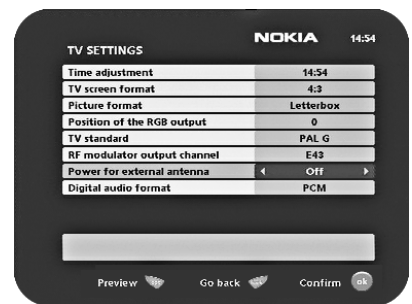 NOKIA 14:54
TV SETTINGS
Time adjustment 14:54
TV screen format 4:3
Picture format Letterbox
Position of the RGB output 0
TV standard PAL G
RF modulator output channel E43
Power for external antenna Off
Digital audio format PCM
Preview Go back Confirm ok